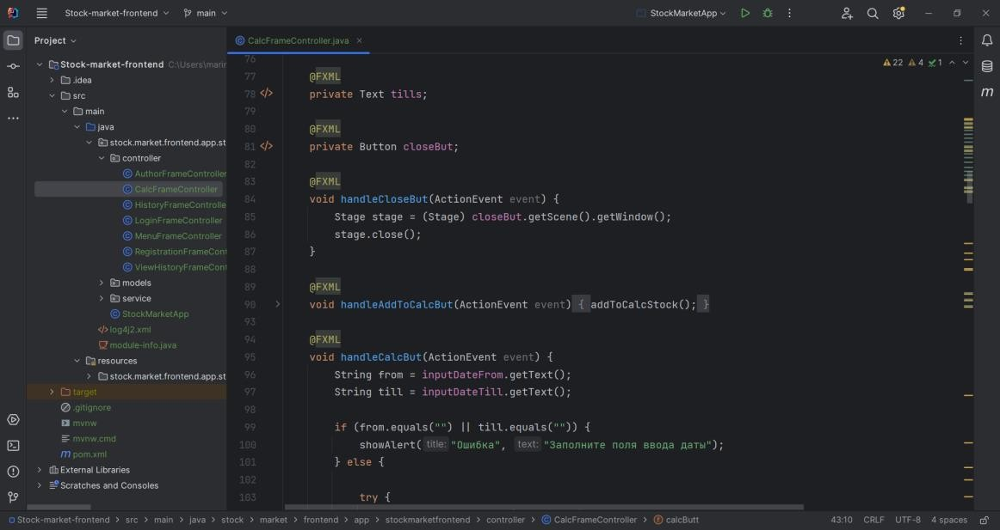 Stock-market-frontend main StockMarketApp
Project
CalcFrameController.java
Stock-market-frontend C:\Users\marin
.idea
src
main
java
stock.market.frontend.app.st
controller
AuthorFrameController
CalcFrameController
HistoryFrameControlle
LoginFrameController
MenuFrameController
RegistrationFrameCont
ViewHistoryFrameCont
models
service
StockMarketApp
log4j2.xml
module-info.java
resources
stock.market.frontend.app.st
target
.gitignore
mvnw
mvnw.cmd
pom.xml
External Libraries
Scratches and Consoles
22 4 1
76
77 @FXML
78 private Text tills;
79
80 @FXML
81 private Button closeBut;
82
83 @FXML
84 void handleCloseBut(ActionEvent event) {
85 Stage stage = (Stage) closeBut.getScene().getWindow();
86 stage.close();
87 }
88
89 @FXML
90 void handleAddToCalcBut(ActionEvent event) { addToCalcStock(); }
93
94 @FXML
95 void handleCalcBut(ActionEvent event) {
96 String from = inputDateFrom.getText();
97 String till = inputDateTill.getText();
98
99 if (from.equals("") || till.equals("")) {
100 showAlert( title: "Ошибка", text: "Заполните поля ввода даты");
101 } else {
102
103 try {
m
Stock-market-frontend > src > main > java > stock > market > frontend > app > stockmarketfrontend > controller > CalcFrameController > calcButt
43:10 CRLF UTF-8 4 spaces